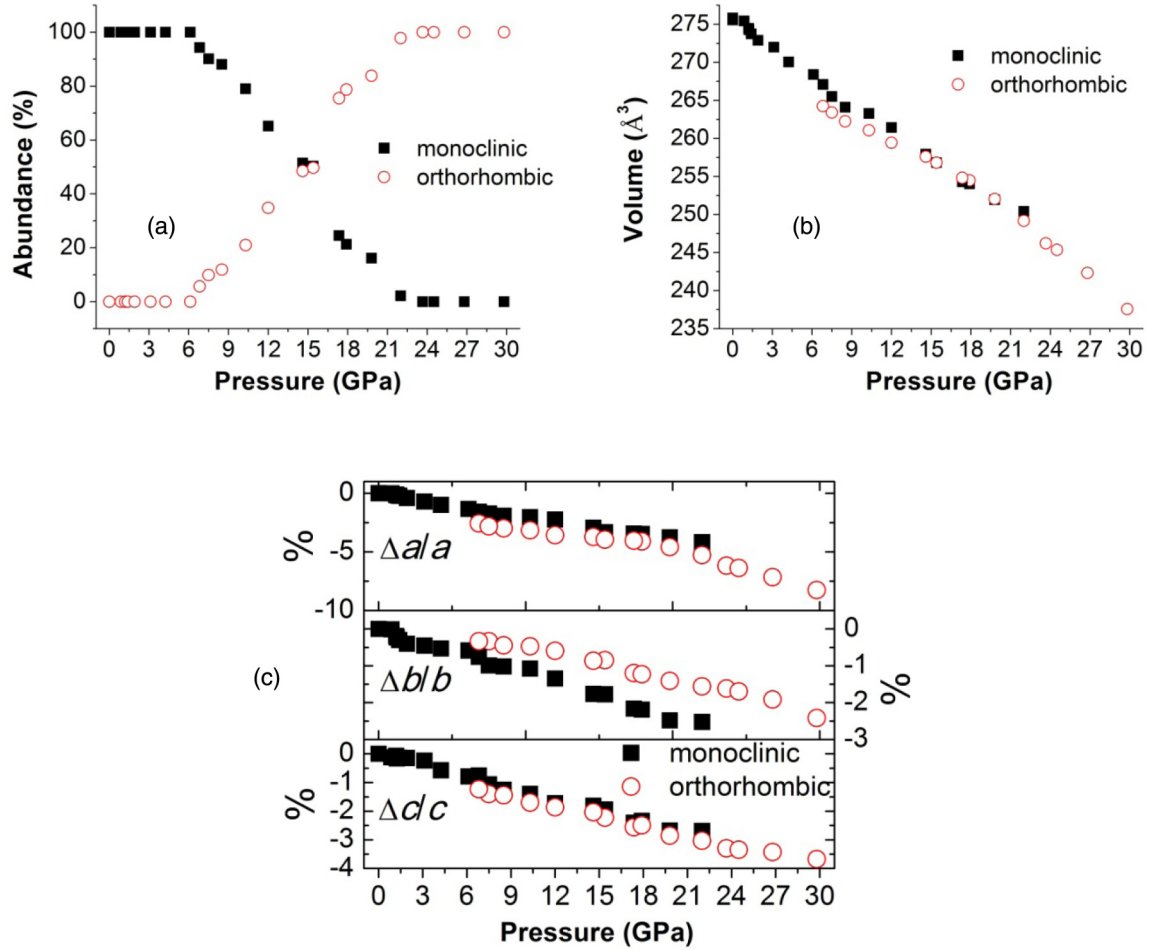 100
80
60
40
20
0
Abundance (%)
monoclinic
orthorhombic
(a)
0 3 6 9 12 15 18 21 24 27 30
Pressure (GPa)
275
270
265
260
255
250
245
240
235
Volume (Å³)
monoclinic
orthorhombic
(b)
0 3 6 9 12 15 18 21 24 27 30
Pressure (GPa)
0
-5
-10
%
Δa/a
(c)
Δb/b
0
-1
-2
-3
%
monoclinic
orthorhombic
0
-1
-2
-3
-4
%
Δc/c
0 3 6 9 12 15 18 21 24 27 30
Pressure (GPa)